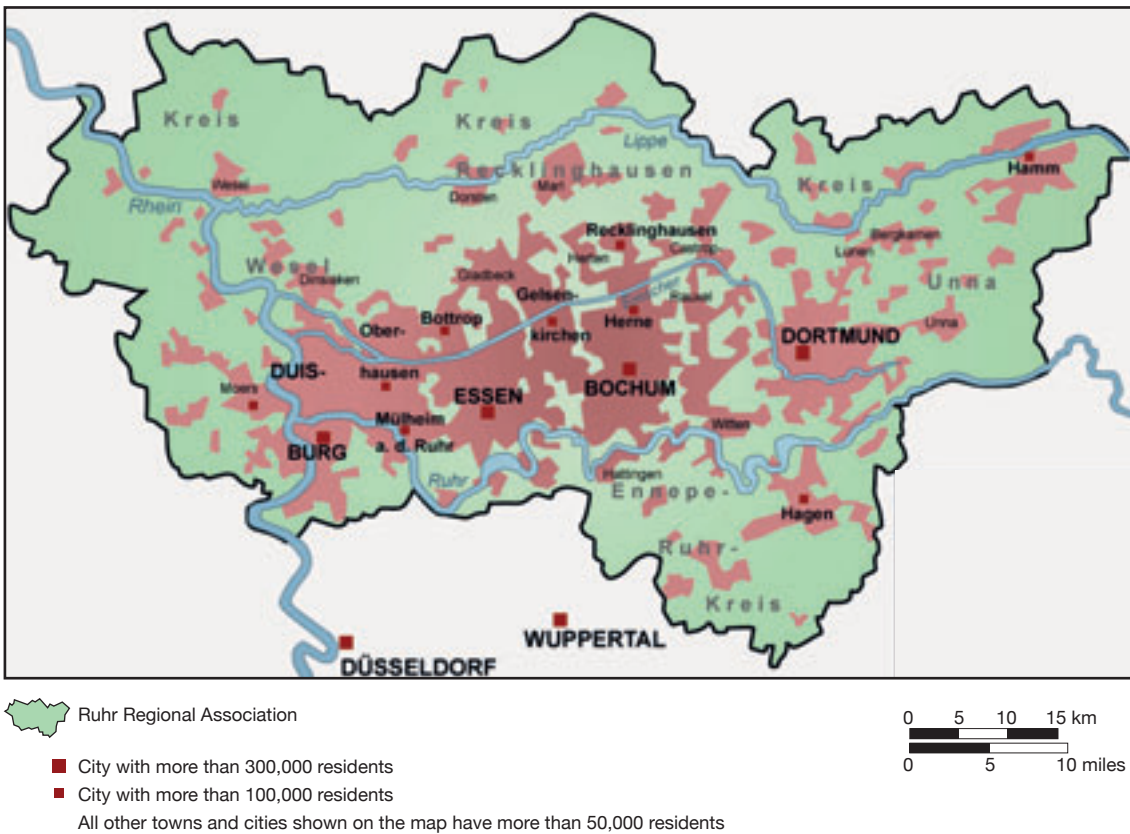 Kreis
Kreis
Recklinghausen
Lippe
Kreis
Hamm
Wesel
Rhein
Dorsten
Marl
Recklinghausen
Castrop-
Rauxel
Herten
Bergkamen
Lünen
Unna
Unna
Wesel
Dinslaken
Gladbeck
Gelsen-
kirchen
Emscher
Bottrop
Ober-
hausen
Herne
DORTMUND
DUIS-
BURG
Moers
ESSEN
BOCHUM
Mülheim
a. d. Ruhr
Witten
Ruhr
Hattingen
Ennepe-
Ruhr-
Kreis
Hagen
WUPPERTAL
DÜSSELDORF
Ruhr Regional Association
0 5 10 15 km
0 5 10 miles
City with more than 300,000 residents
City with more than 100,000 residents
All other towns and cities shown on the map have more than 50,000 residents